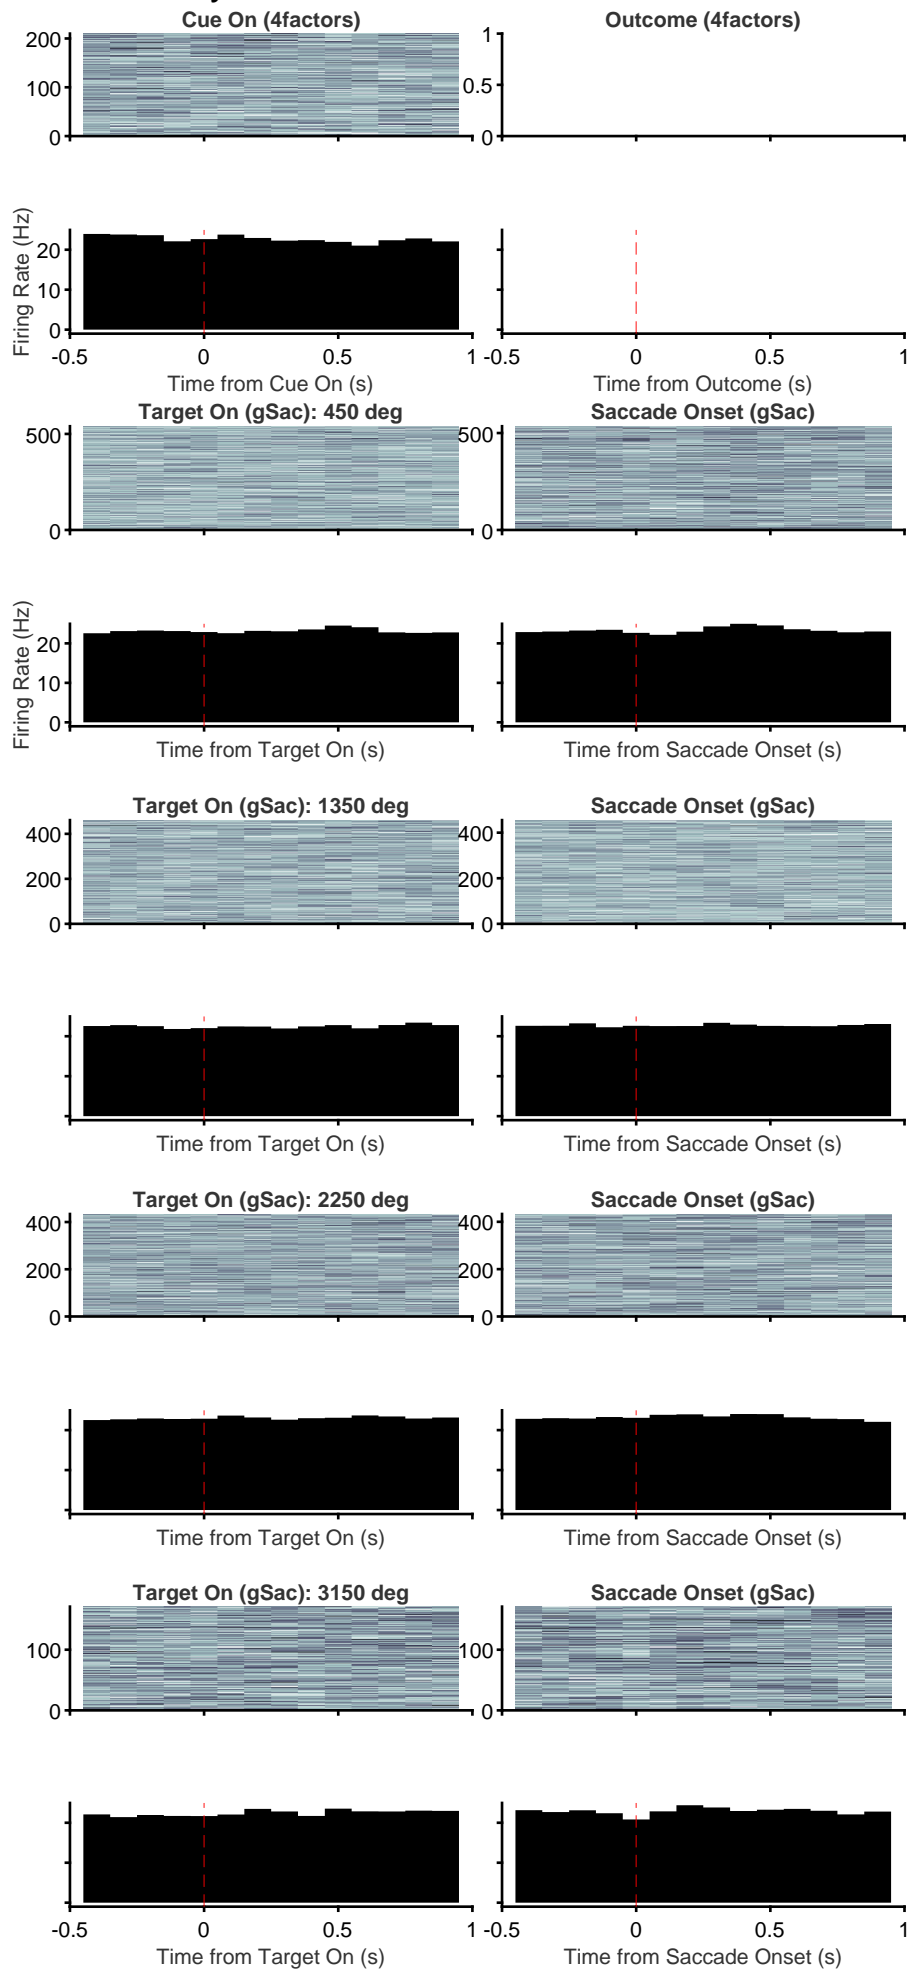 Cue On (4factors) Outcome (4factors)
200 1
100 0.5
0 0
Firing Rate (Hz)
20
10
0
-0.5 0 0.5 1 -0.5 0 0.5 1
Time from Cue On (s) Time from Outcome (s)
Target On (gSac): 450 deg Saccade Onset (gSac)
500 500
0 0
Firing Rate (Hz)
20
10
0
Time from Target On (s) Time from Saccade Onset (s)
Target On (gSac): 1350 deg Saccade Onset (gSac)
400 400
200 200
0 0
Time from Target On (s) Time from Saccade Onset (s)
Target On (gSac): 2250 deg Saccade Onset (gSac)
400 400
200 200
0 0
Time from Target On (s) Time from Saccade Onset (s)
Target On (gSac): 3150 deg Saccade Onset (gSac)
100 100
0 0
-0.5 0 0.5 1 -0.5 0 0.5 1
Time from Target On (s) Time from Saccade Onset (s)